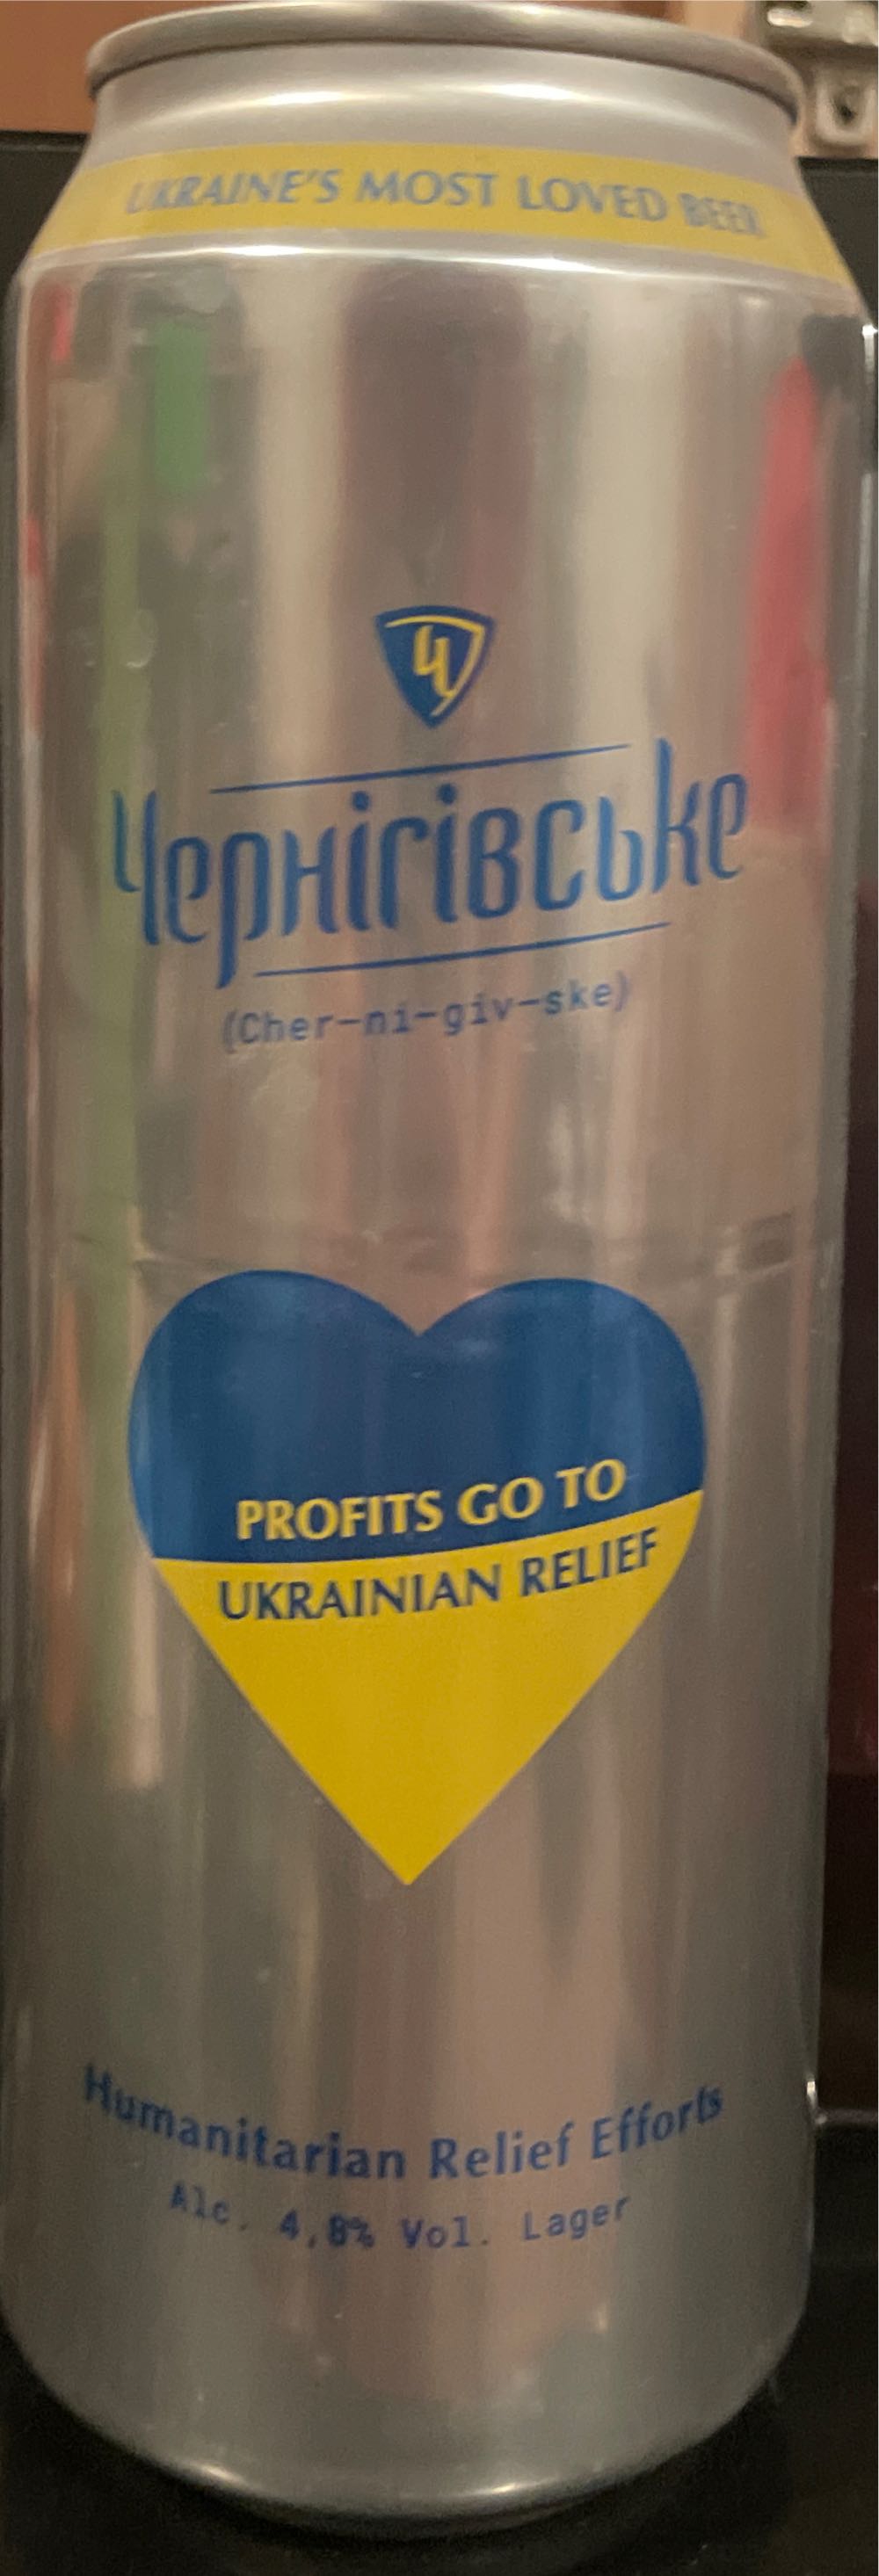 UKRAINE'S MOST LOVED BEER
Ч
Чернігівське
(Cher-ni-giv-ske)
PROFITS GO TO
UKRAINIAN RELIEF
Humanitarian Relief Efforts
Alc. 4,8% Vol. Lager